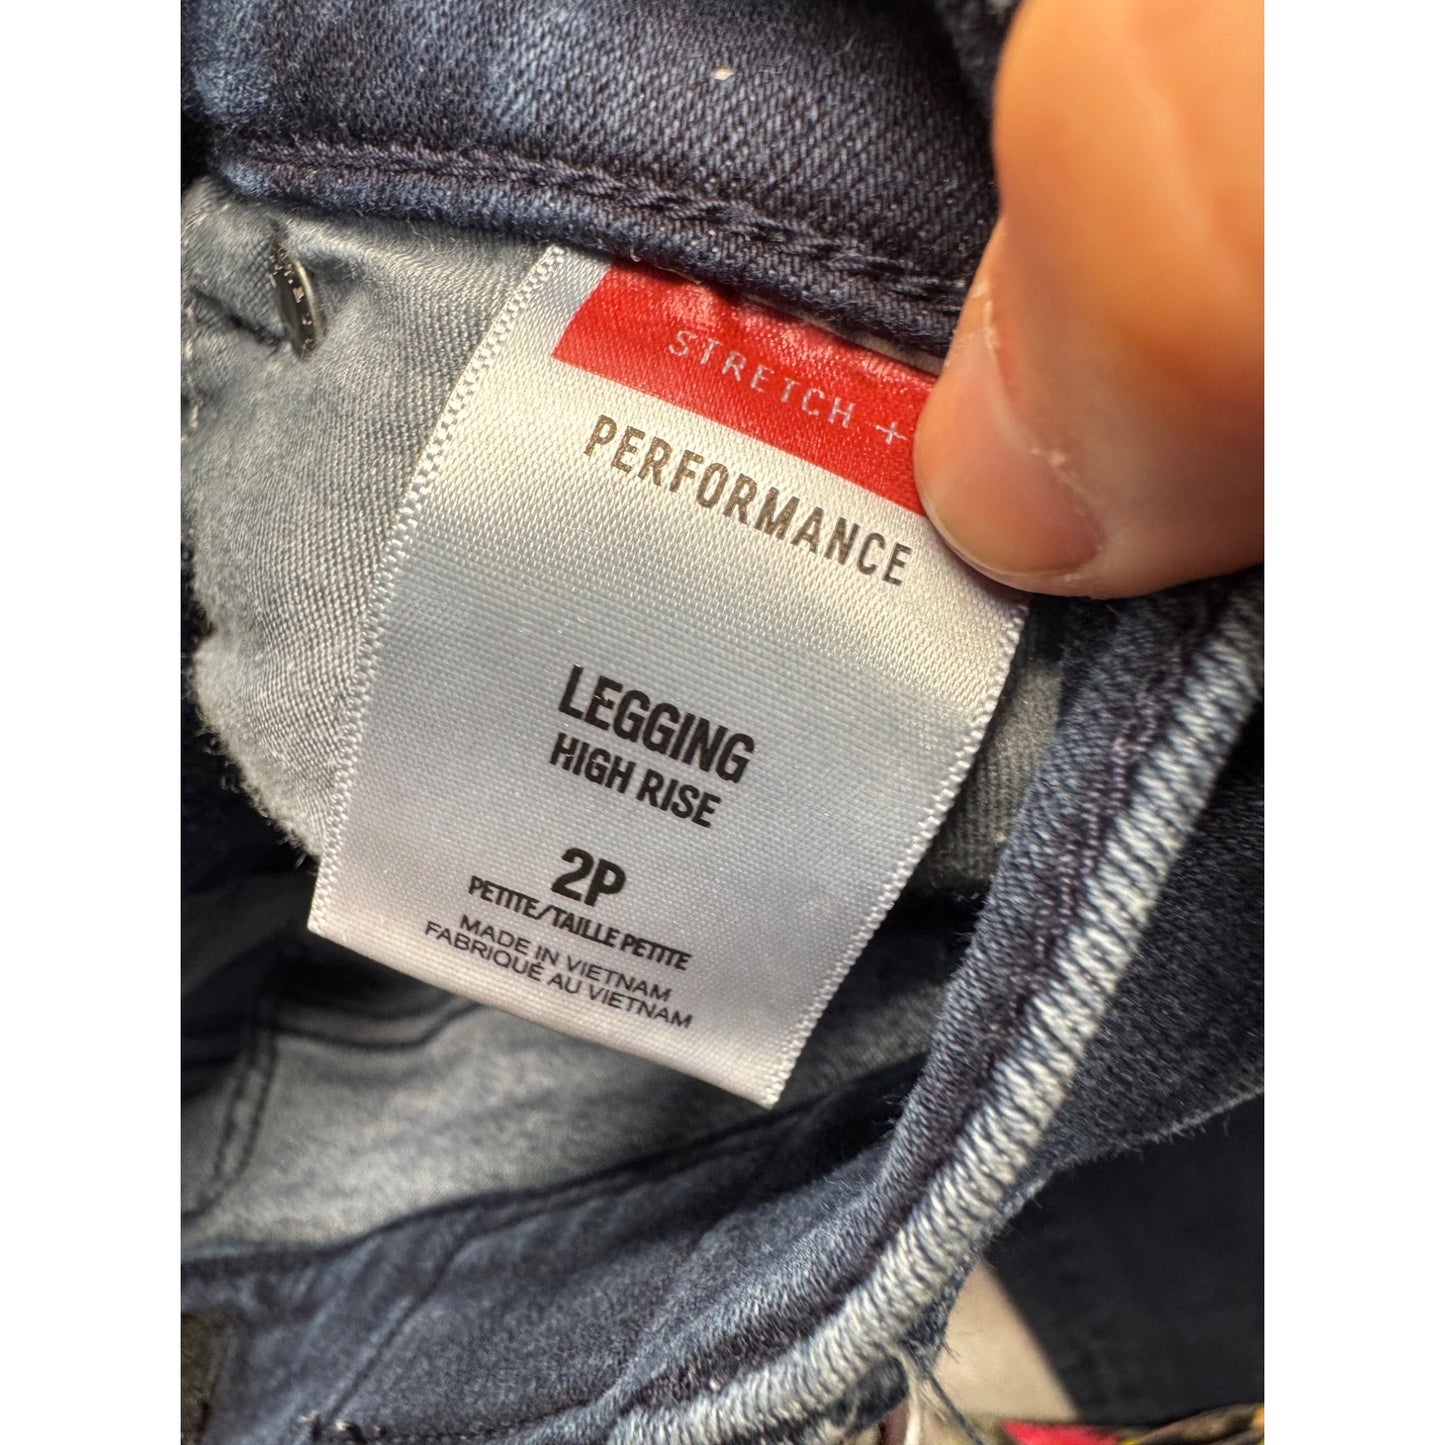 STRETCH +
PERFORMANCE
LEGGING
HIGH RISE
2P
PETITE/TAILLE PETITE
MADE IN VIETNAM
FABRIQUÉ AU VIETNAM